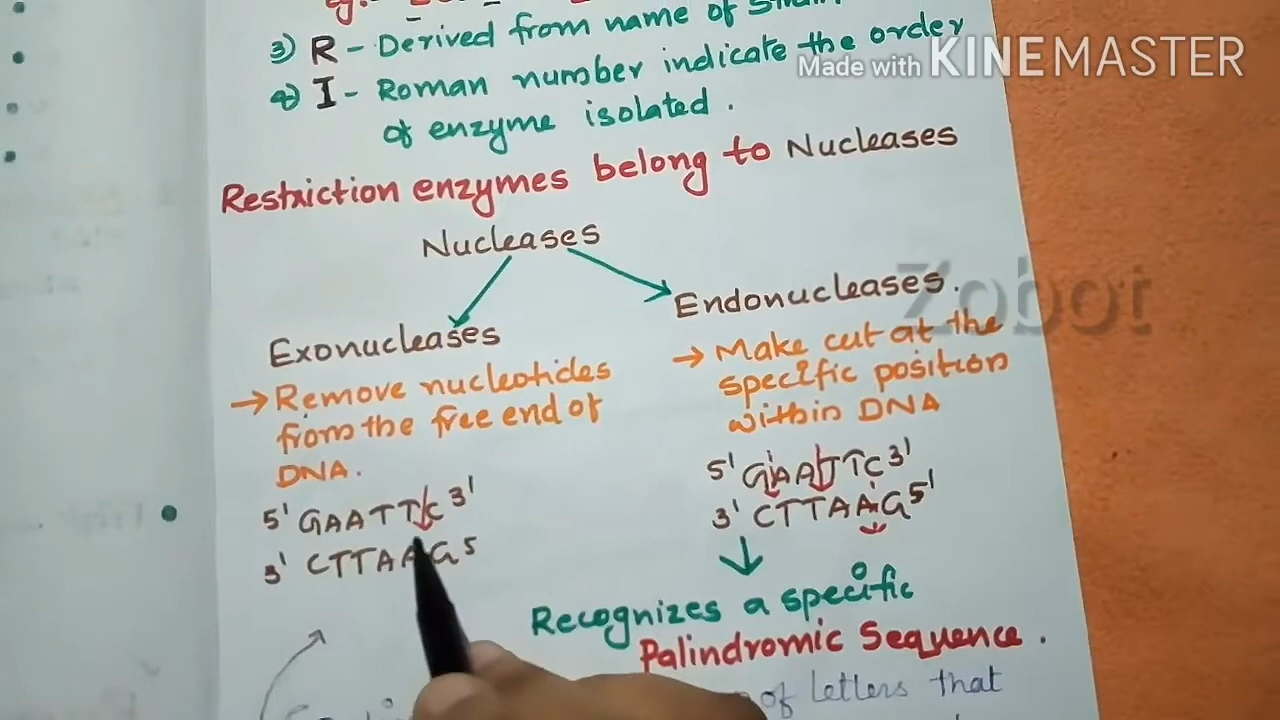 eg:-
3) R - Derived from name of Strain
4) I - Roman number indicate the order
of enzyme isolated.
Made with KINEMASTER
Restriction enzymes belong to Nucleases
Nucleases
Exonucleases
→ Remove nucleotides
from the free end of
DNA.
5' GAATTC 3'
3' CTTAAG 5
Endonucleases.
→ Make cut at the
specific position
within DNA
5' GAATTC 3'
3' CTTAAG 5'
Zobot
Recognizes a specific
Palindromic Sequence.
of letters that